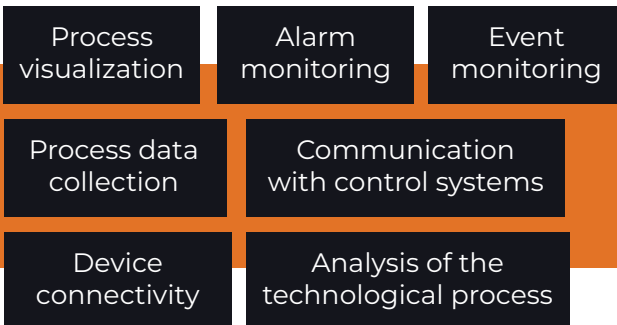 Process
visualization
Alarm
monitoring
Event
monitoring
Process data
collection
Communication
with control systems
Device
connectivity
Analysis of the
technological process